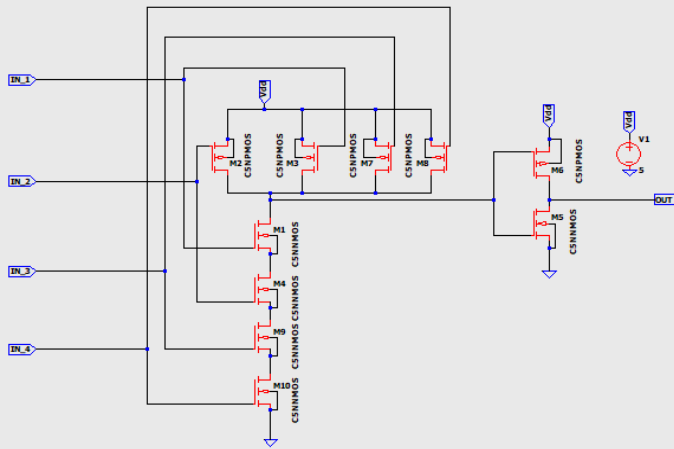 IN_1
IN_2
IN_3
IN_4
Vdd
M2
C5NPMOS
M3
C5NPMOS
M7
C5NPMOS
M8
C5NPMOS
M1
C5NNMOS
M4
C5NNMOS
M9
C5NNMOS
M10
C5NNMOS
Vdd
M6
C5NPMOS
M5
C5NNMOS
Vdd
V1
5
OUT